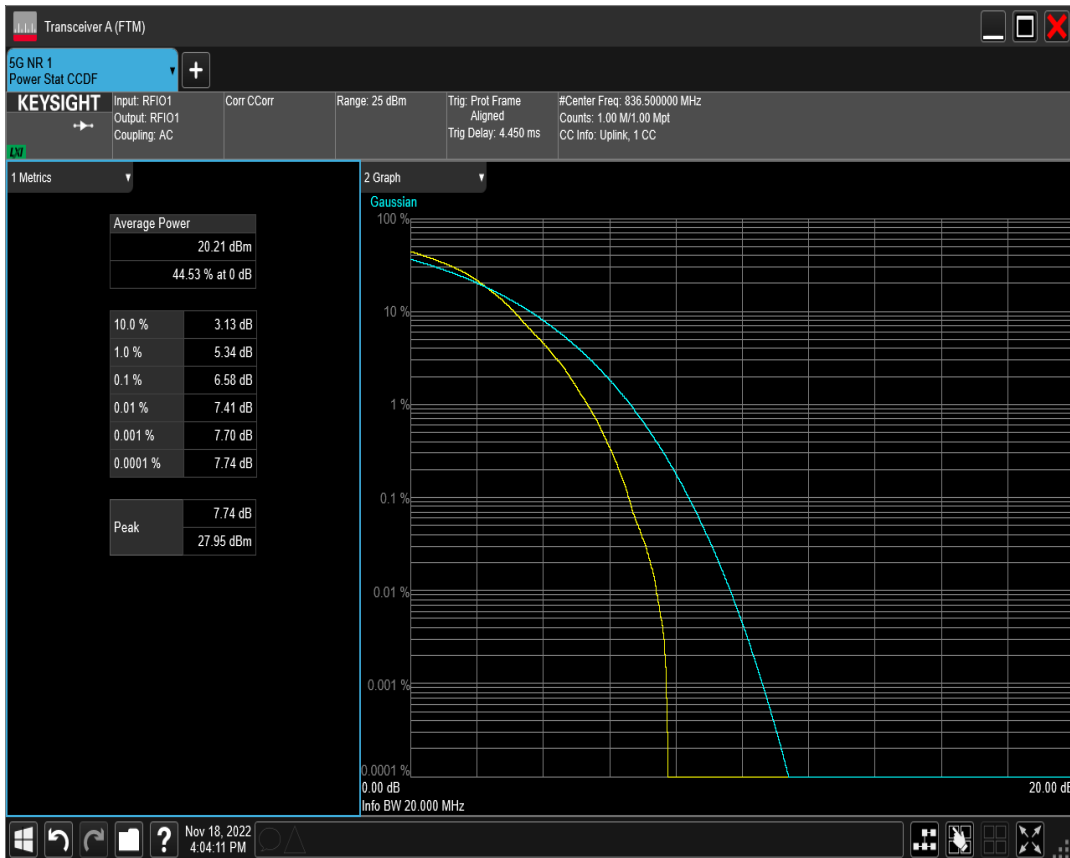 Transceiver A (FTM)
5G NR 1
Power Stat CCDF
+
KEYSIGHT
LXI
Input: RFIO1
Output: RFIO1
Coupling: AC
Corr CCorr
Range: 25 dBm
Trig: Prot Frame
Aligned
Trig Delay: 4.450 ms
#Center Freq: 836.500000 MHz
Counts: 1.00 M/1.00 Mpt
CC Info: Uplink, 1 CC
1 Metrics
Average Power
20.21 dBm
44.53 % at 0 dB
10.0 % 3.13 dB
1.0 % 5.34 dB
0.1 % 6.58 dB
0.01 % 7.41 dB
0.001 % 7.70 dB
0.0001 % 7.74 dB
Peak
7.74 dB
27.95 dBm
2 Graph
Gaussian
100 %
10 %
1 %
0.1 %
0.01 %
0.001 %
0.0001 %
0.00 dB 20.00 dB
Info BW 20.000 MHz
?
Nov 18, 2022
4:04:11 PM